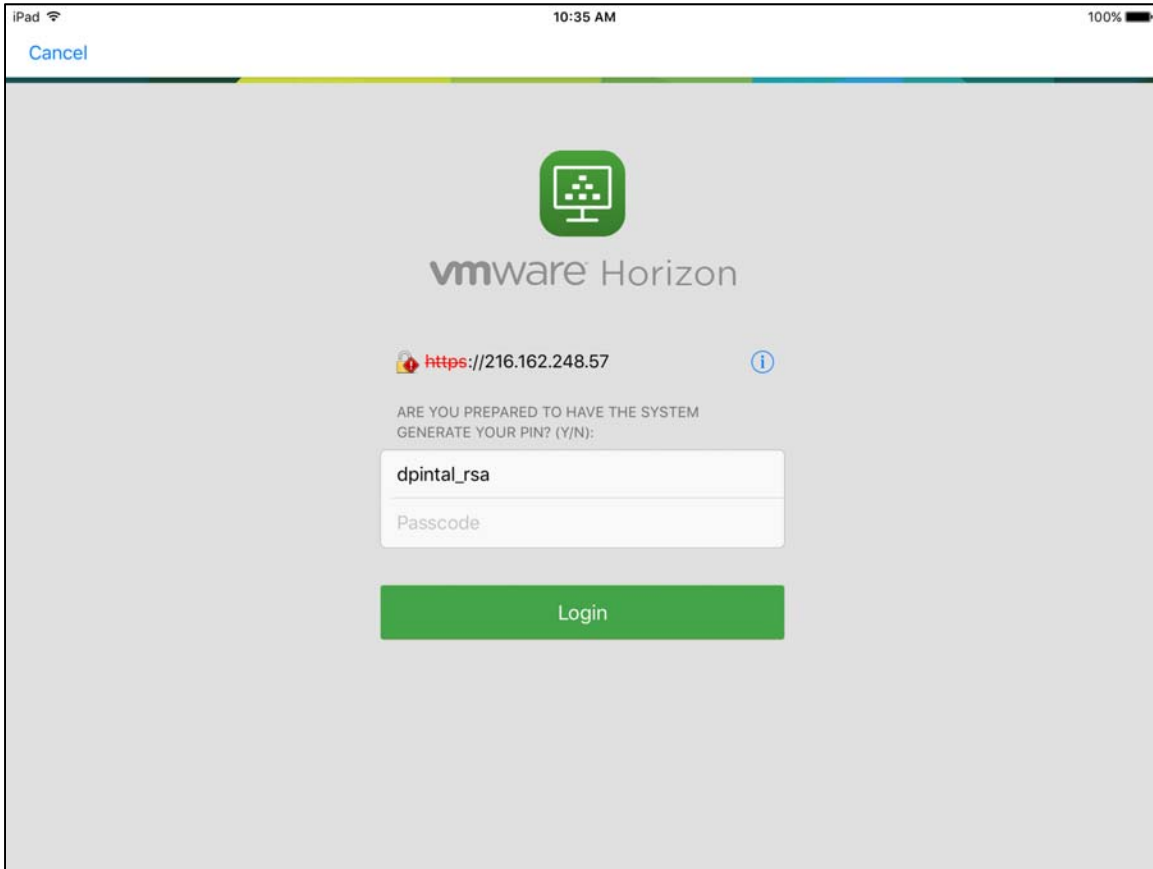 iPad 10:35 AM 100%
Cancel
vmware Horizon
https://216.162.248.57
ARE YOU PREPARED TO HAVE THE SYSTEM
GENERATE YOUR PIN? (Y/N):
dpintal_rsa
Passcode
Login